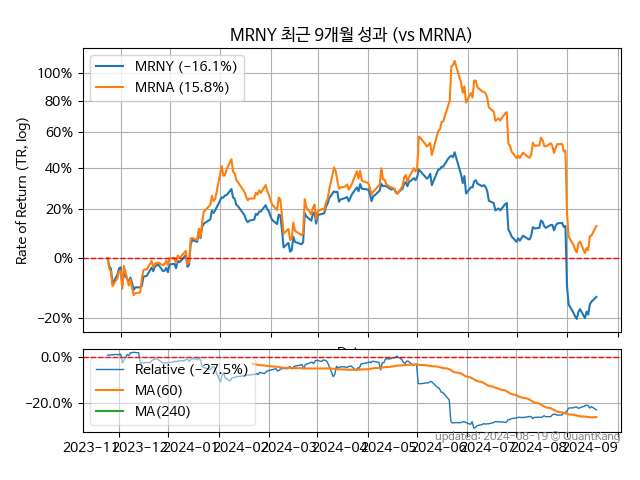 MRNY 최근 9개월 성과 (vs MRNA)
Rate of Return (TR, log)
100%
80%
60%
40%
20%
0%
−20%
MRNY (−16.1%)
MRNA (15.8%)
0.0%
−20.0%
Relative (−27.5%)
MA(60)
MA(240)
2023−11
2023−12
2024−01
2024−02
2024−03
2024−04
2024−05
2024−06
2024−07
2024−08
2024−09
updated: 2024−08−19 © QuantKang